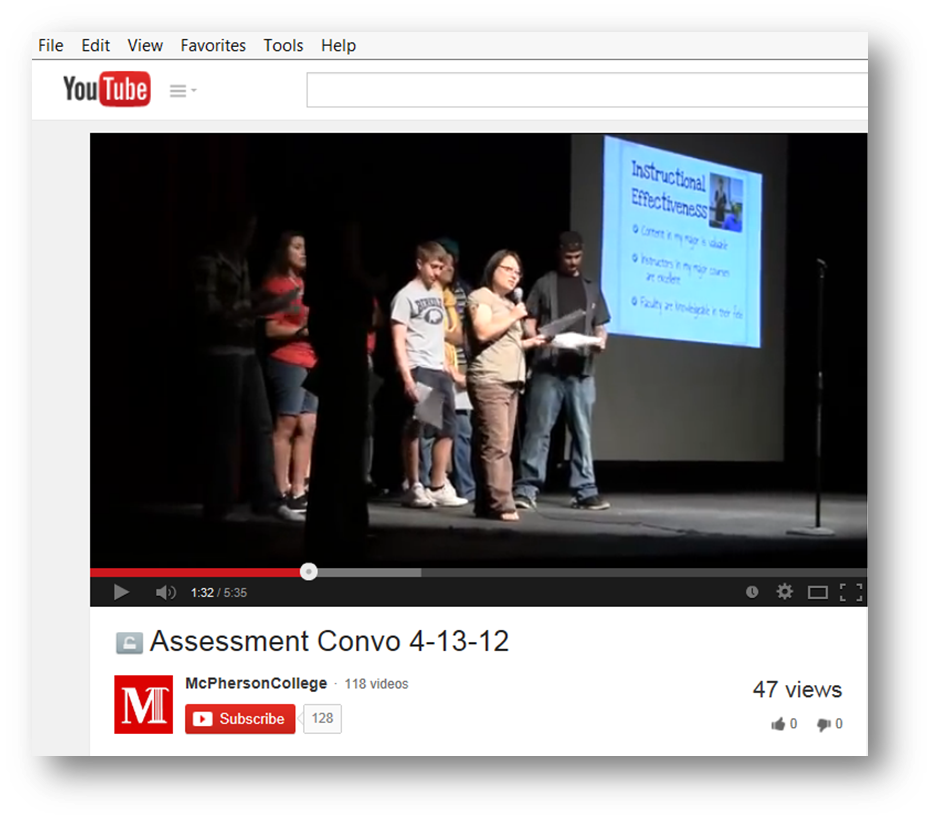 File Edit View Favorites Tools Help
YouTube
Instructional
Effectiveness
Content in my major is valuable
Instructors in my major courses
are excellent
Faculty are knowledgeable in their field
1:32 / 5:35
Assessment Convo 4-13-12
M
McPhersonCollege · 118 videos
Subscribe 128
47 views
0 0